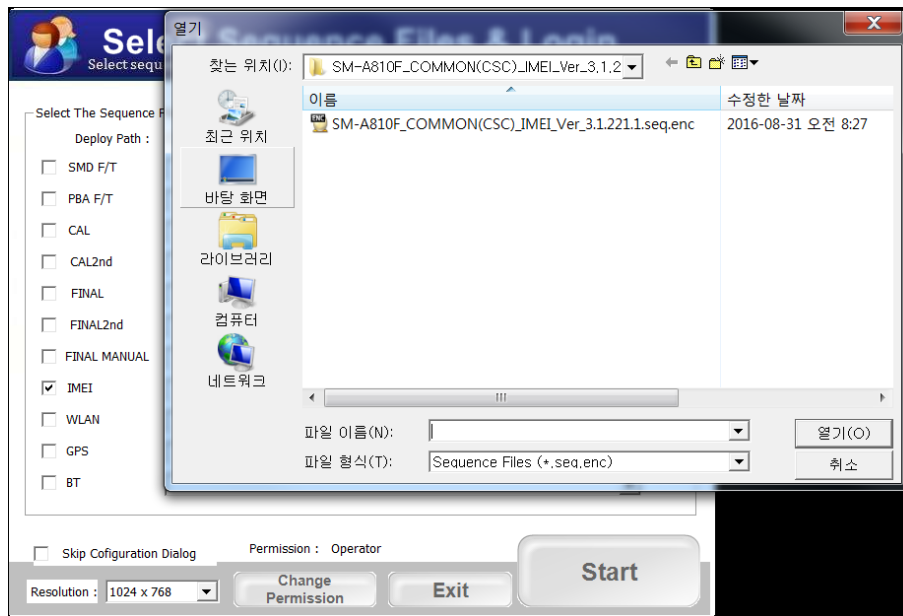 Select Sequence Files & Login
Select sequ
Select The Sequence F
Deploy Path :
SMD F/T
PBA F/T
CAL
CAL2nd
FINAL
FINAL2nd
FINAL MANUAL
IMEI
WLAN
GPS
BT
열기
찾는 위치(I):
SM-A810F_COMMON(CSC)_IMEI_Ver_3.1.2
최근 위치
바탕 화면
라이브러리
컴퓨터
네트워크
이름
수정한 날짜
ENC
SM-A810F_COMMON(CSC)_IMEI_Ver_3.1.221.1.seq.enc
2016-08-31 오전 8:27
파일 이름(N):
열기(O)
파일 형식(T):
Sequence Files (*.seq.enc)
취소
Skip Cofiguration Dialog
Permission : Operator
Resolution :
1024 x 768
Change
Permission
Exit
Start